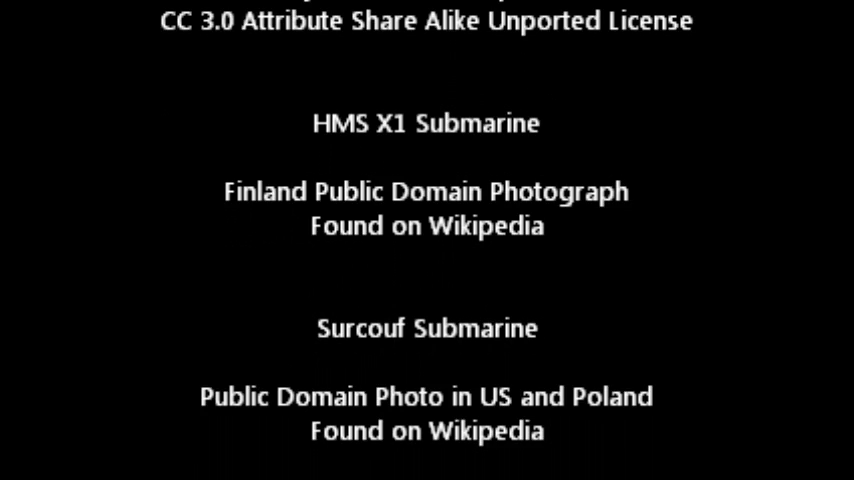 CC 3.0 Attribute Share Alike Unported License
HMS X1 Submarine
Finland Public Domain Photograph
Found on Wikipedia
Surcouf Submarine
Public Domain Photo in US and Poland
Found on Wikipedia